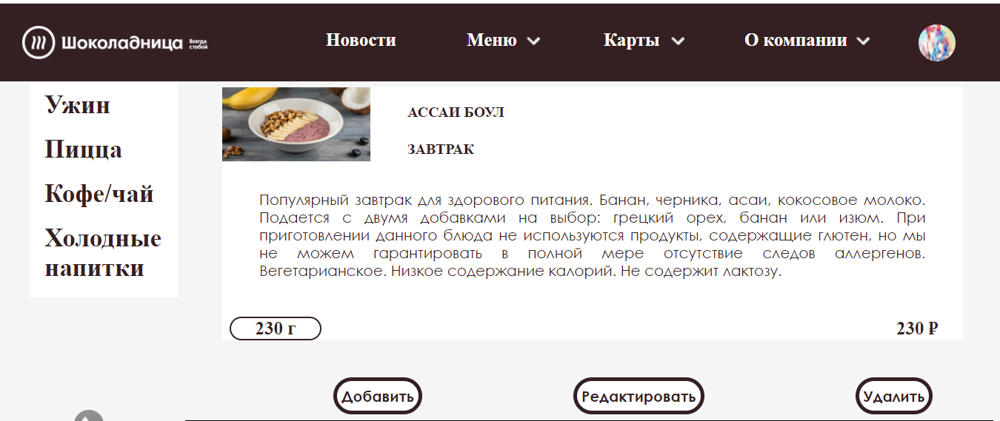 Шоколадница
Всегда
с тобой
Новости
Меню
Карты
О компании
Ужин
Пицца
Кофе/чай
Холодные
напитки
АССАИ БОУЛ
ЗАВТРАК
Популярный завтрак для здорового питания. Банан, черника, асаи, кокосовое молоко.
Подается с двумя добавками на выбор: грецкий орех, банан или изюм. При
приготовлении данного блюда не используются продукты, содержащие глютен, но мы
не можем гарантировать в полной мере отсутствие следов аллергенов.
Вегетарианское. Низкое содержание калорий. Не содержит лактозу.
230 г
230 ₽
Добавить
Редактировать
Удалить